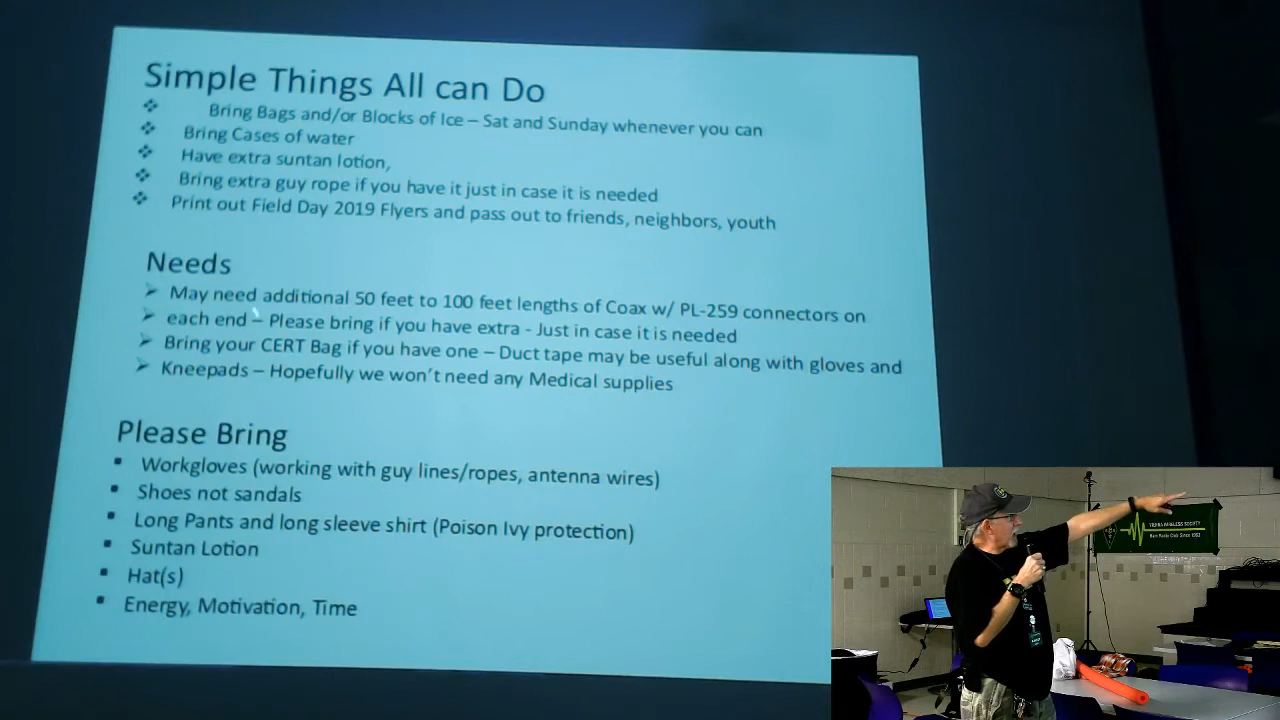 Simple Things All can Do
Bring Bags and/or Blocks of Ice – Sat and Sunday whenever you can
Bring Cases of water
Have extra suntan lotion,
Bring extra guy rope if you have it just in case it is needed
Print out Field Day 2019 Flyers and pass out to friends, neighbors, youth
Needs
May need additional 50 feet to 100 feet lengths of Coax w/ PL-259 connectors on
each end – Please bring if you have extra - Just in case it is needed
Bring your CERT Bag if you have one – Duct tape may be useful along with gloves and
Kneepads – Hopefully we won't need any Medical supplies
Please Bring
Workgloves (working with guy lines/ropes, antenna wires)
Shoes not sandals
Long Pants and long sleeve shirt (Poison Ivy protection)
Suntan Lotion
Hat(s)
Energy, Motivation, Time
WIRELESS SOCIETY
Ham Radio Club Since